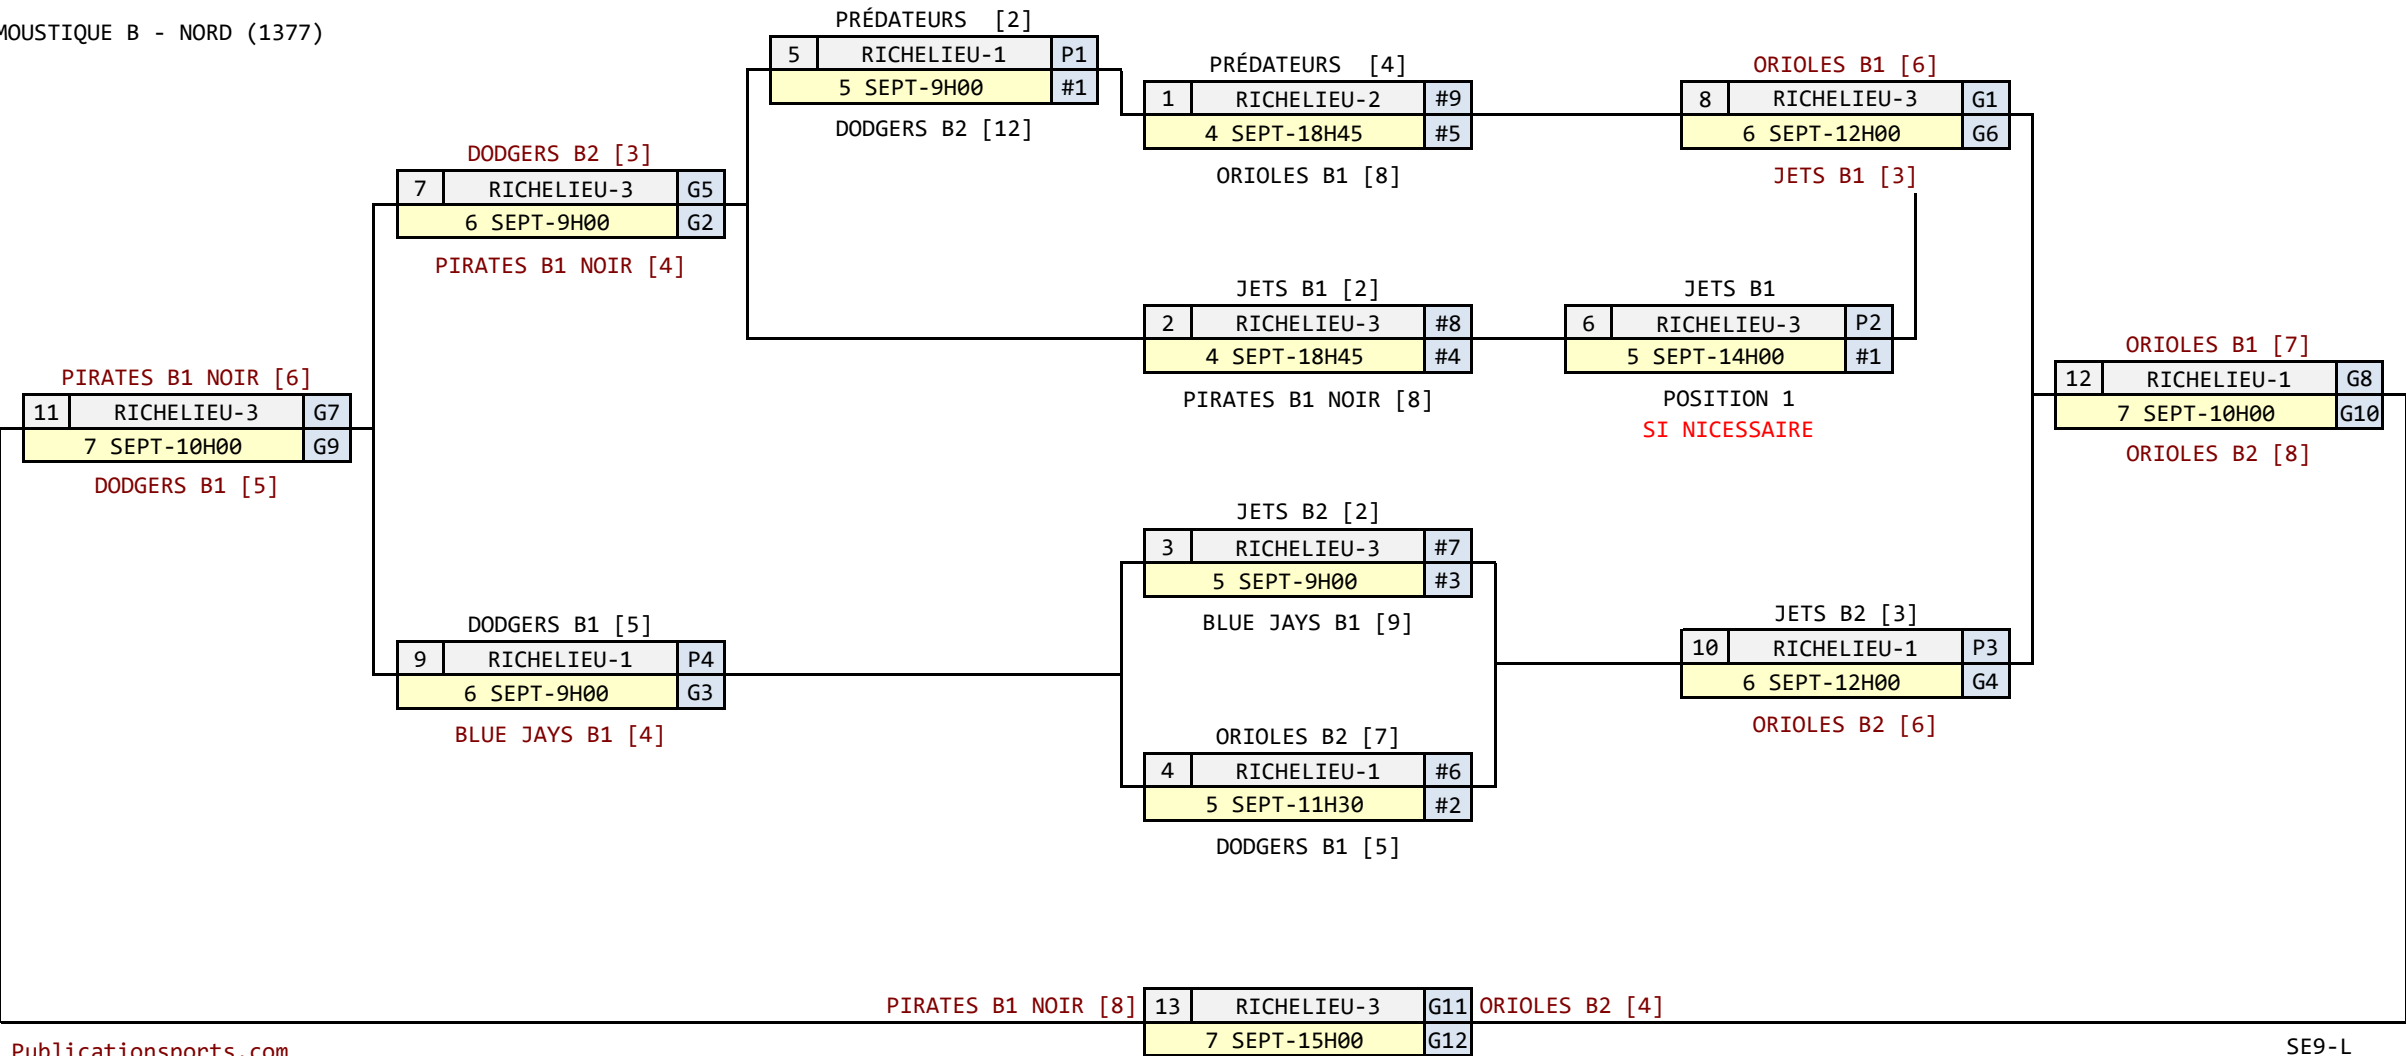 MOUSTIQUE B - NORD (1377)
PRÉDATEURS [2]
5 RICHELIEU-1 P1
5 SEPT-9H00 #1
DODGERS B2 [12]
PRÉDATEURS [4]
1 RICHELIEU-2 #9
4 SEPT-18H45 #5
ORIOLES B1 [8]
ORIOLES B1 [6]
8 RICHELIEU-3 G1
6 SEPT-12H00 G6
JETS B1 [3]
DODGERS B2 [3]
7 RICHELIEU-3 G5
6 SEPT-9H00 G2
PIRATES B1 NOIR [4]
JETS B1 [2]
2 RICHELIEU-3 #8
4 SEPT-18H45 #4
PIRATES B1 NOIR [8]
JETS B1
6 RICHELIEU-3 P2
5 SEPT-14H00 #1
POSITION 1
SI NICESSAIRE
PIRATES B1 NOIR [6]
11 RICHELIEU-3 G7
7 SEPT-10H00 G9
DODGERS B1 [5]
ORIOLES B1 [7]
12 RICHELIEU-1 G8
7 SEPT-10H00 G10
ORIOLES B2 [8]
JETS B2 [2]
3 RICHELIEU-3 #7
5 SEPT-9H00 #3
BLUE JAYS B1 [9]
DODGERS B1 [5]
9 RICHELIEU-1 P4
6 SEPT-9H00 G3
BLUE JAYS B1 [4]
JETS B2 [3]
10 RICHELIEU-1 P3
6 SEPT-12H00 G4
ORIOLES B2 [6]
ORIOLES B2 [7]
4 RICHELIEU-1 #6
5 SEPT-11H30 #2
DODGERS B1 [5]
PIRATES B1 NOIR [8] 13 RICHELIEU-3 G11 ORIOLES B2 [4]
7 SEPT-15H00 G12
Publicationsports.com
SE9-L